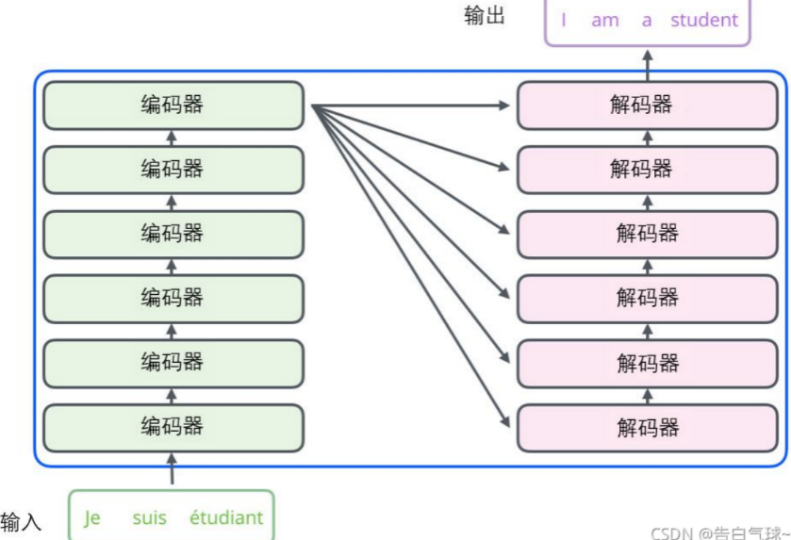 输出
I am a student
编码器
解码器
编码器
解码器
编码器
解码器
编码器
解码器
编码器
解码器
编码器
解码器
输入
Je suis étudiant
CSDN @告白气球~